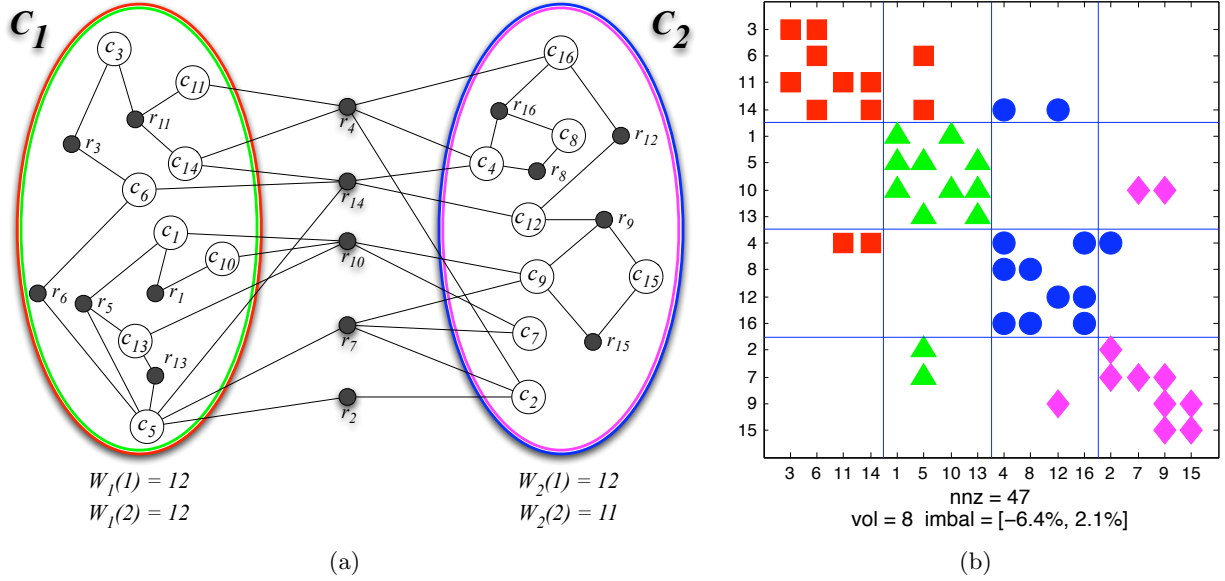 C1 C2
c3
c16
c11
r11
r4
r16
c8
r12
r3
c14
c4
r8
c6
r14
c12
r9
c1
c10
r10
c9
c15
r6
r5
r1
c13
r7
c7
r15
r13
c5
r2
c2
W1(1) = 12
W1(2) = 12
W2(1) = 12
W2(2) = 11
(a)
3
6
11
14
1
5
10
13
4
8
12
16
2
7
9
15
3 6 11 14 1 5 10 13 4 8 12 16 2 7 9 15
nnz = 47
vol = 8 imbal = [−6.4%, 2.1%]
(b)